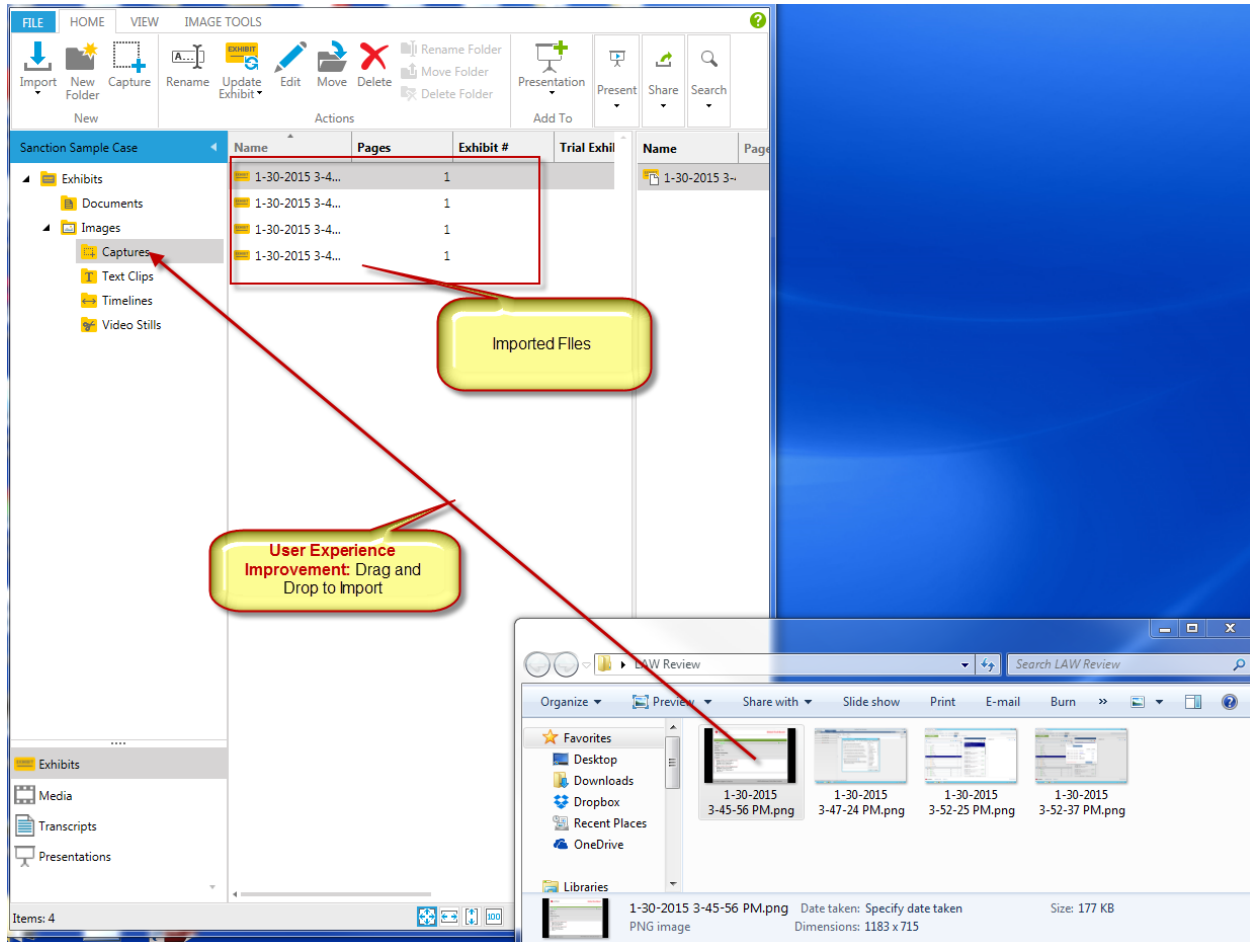 FILE HOME VIEW IMAGE TOOLS
Import New Folder Capture Rename Update Exhibit Edit Move Delete
Rename Folder
Move Folder
Delete Folder
Presentation Present Share Search
New Actions Add To
Sanction Sample Case
Name Pages Exhibit # Trial Exhi
Name Page
Exhibits
Documents
Images
Captures
Text Clips
Timelines
Video Stills
1-30-2015 3-4... 1
1-30-2015 3-4... 1
1-30-2015 3-4... 1
1-30-2015 3-4... 1
1-30-2015 3-
Imported FIles
User Experience
Improvement: Drag and
Drop to Import
Exhibits
Media
Transcripts
Presentations
Items: 4
100
LAW Review
Search LAW Review
Organize Preview Share with Slide show Print E-mail Burn »
Favorites
Desktop
Downloads
Dropbox
Recent Places
OneDrive
Libraries
1-30-2015
3-45-56 PM.png
1-30-2015
3-47-24 PM.png
1-30-2015
3-52-25 PM.png
1-30-2015
3-52-37 PM.png
1-30-2015 3-45-56 PM.png Date taken: Specify date taken Size: 177 KB
PNG image Dimensions: 1183 x 715